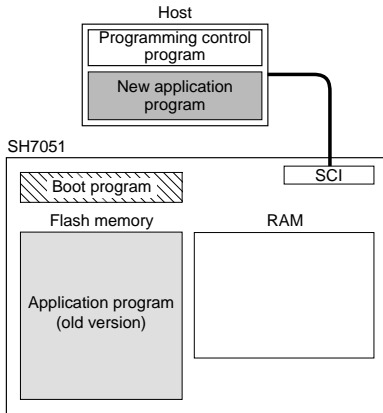 Host
Programming control
program
New application
program
SH7051
SCI
Boot program
Flash memory
RAM
Application program
(old version)